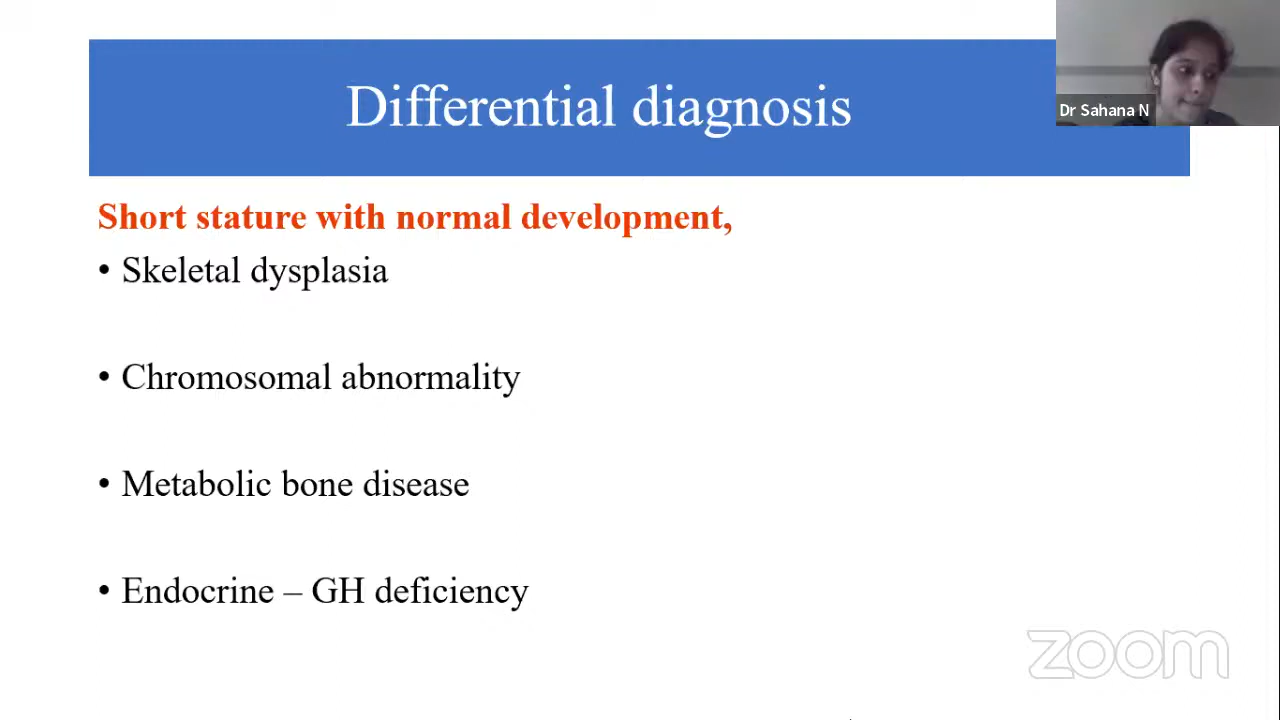 Differential diagnosis
Dr Sahana N
Short stature with normal development,
• Skeletal dysplasia
• Chromosomal abnormality
• Metabolic bone disease
• Endocrine – GH deficiency
zoom